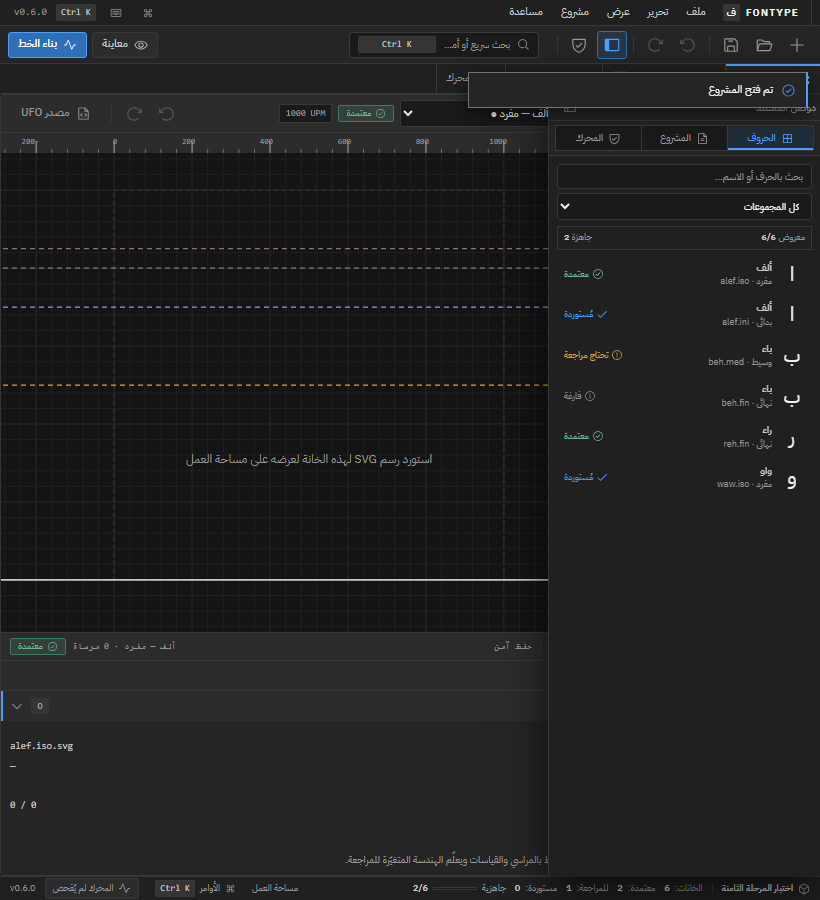 FONTYPE ف ملف تحرير عرض مشروع مساعدة Ctrl K v0.6.0
بحث سريع أو أمـ... Ctrl K معاينة بناء الخط
المحرك
تم فتح المشروع
ألف — مفرد ● معتمدة 1000 UPM مصدر UFO
الحروف المشروع المحرك
200 0 200 400 600 800 1000
بحث بالحرف أو الاسم...
كل المجموعات
معروض 6/6 جاهزة 2
ا ألف معتمدة
مفرد · alef.iso
ا ألف مُستوردة
بدائي · alef.ini
ب باء تحتاج مراجعة
وسيط · beh.med
ب باء فارغة
نهائي · beh.fin
ر راء معتمدة
نهائي · reh.fin
و واو مُستوردة
مفرد · waw.iso
استورد رسم SVG لهذه الخانة لعرضه على مساحة العمل
حفظ آمن ألف — مفرد · 0 مرساة معتمدة
0
alef.iso.svg
—
0 / 0
بالمراسي والقياسات ويعلّم الهندسة المتغيّرة للمراجعة.
اختبار المرحلة الثامنة الخانات: 6 معتمدة: 2 للمراجعة: 1 مستوردة: 0 جاهزية 2/6 مساحة العمل الأوامر Ctrl K المحرك لم يُفحص v0.6.0